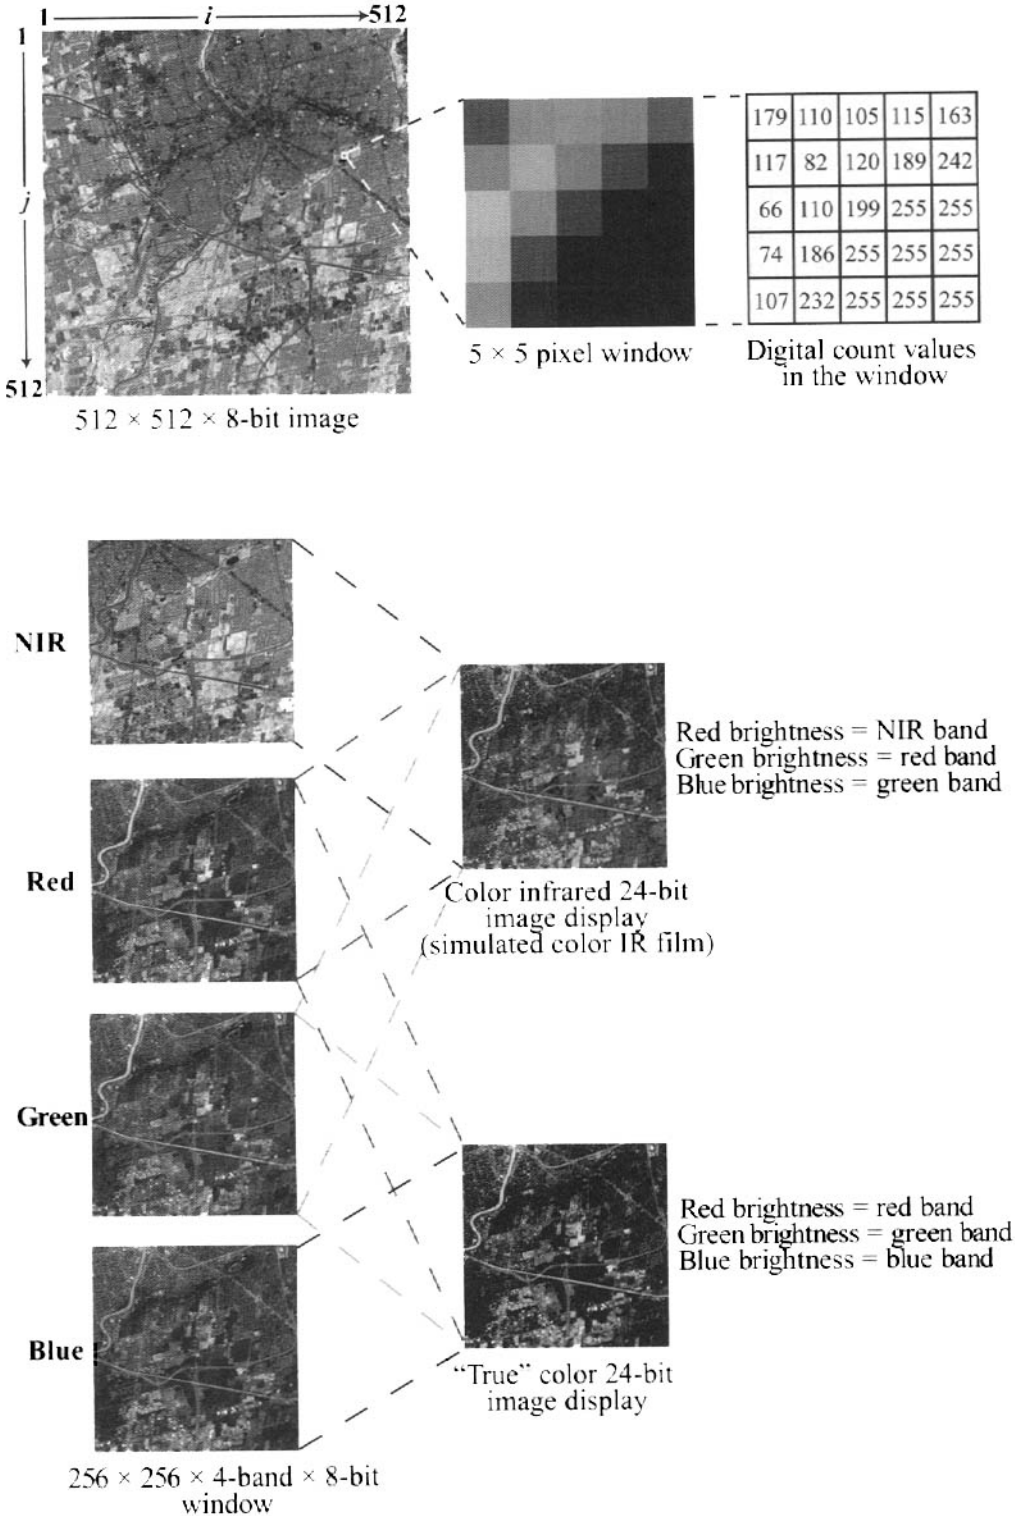 1 i 512
1
j
512
512 × 512 × 8-bit image
5 × 5 pixel window
179 110 105 115 163
117 82 120 189 242
66 110 199 255 255
74 186 255 255 255
107 232 255 255 255
Digital count values
in the window
NIR
Red
Green
Blue
256 × 256 × 4-band × 8-bit
window
Red brightness = NIR band
Green brightness = red band
Blue brightness = green band
Color infrared 24-bit
image display
(simulated color IR film)
Red brightness = red band
Green brightness = green band
Blue brightness = blue band
“True” color 24-bit
image display